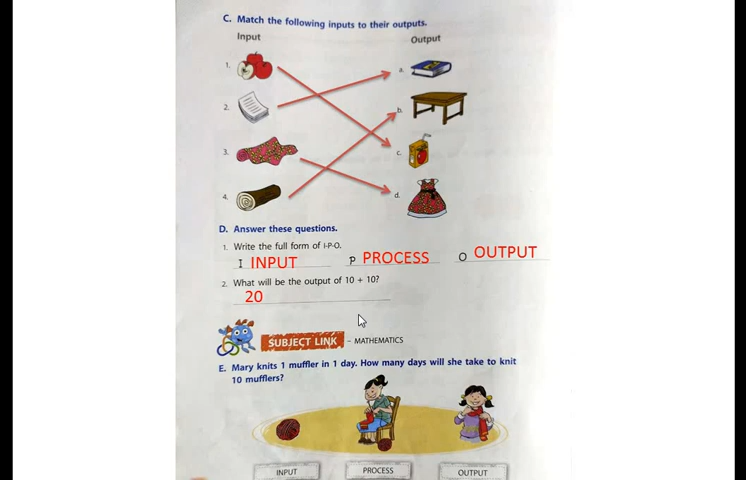 C. Match the following inputs to their outputs.
Input Output
1. a.
2. b.
3. c.
4. d.
D. Answer these questions.
1. Write the full form of I-P-O.
I INPUT P PROCESS O OUTPUT
2. What will be the output of 10 + 10?
20
SUBJECT LINK – MATHEMATICS
E. Mary knits 1 muffler in 1 day. How many days will she take to knit
10 mufflers?
INPUT PROCESS OUTPUT